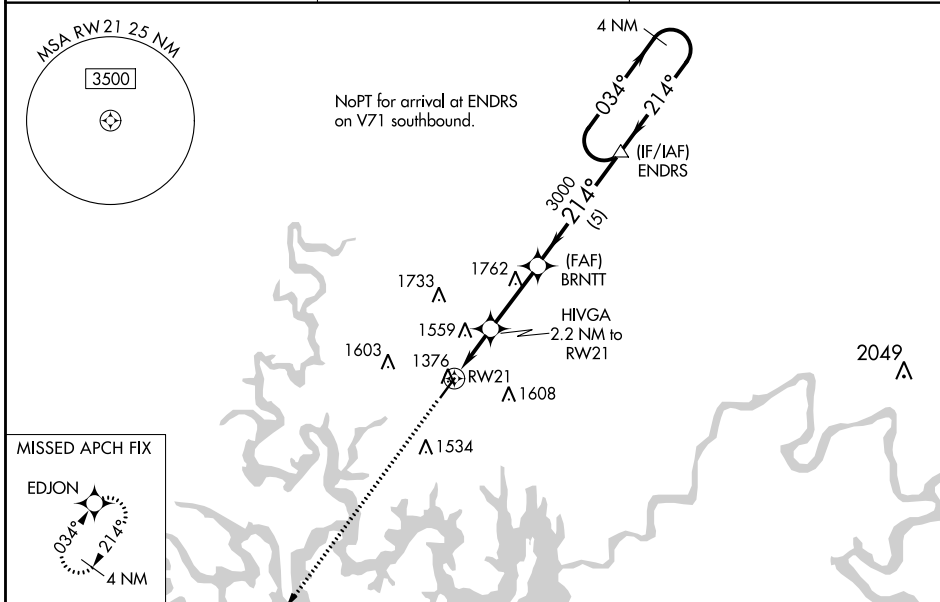 MSA RW21 25 NM
3500
NoPT for arrival at ENDRS
on V71 southbound.
4 NM
034°
214°
(IF/IAF)
ENDRS
3000
214°
(5)
(FAF)
BRNTT
1762
1733
HIVGA
2.2 NM to
RW21
1559
1603
1376
RW21
1608
2049
1534
MISSED APCH FIX
EDJON
034°
214°
4 NM